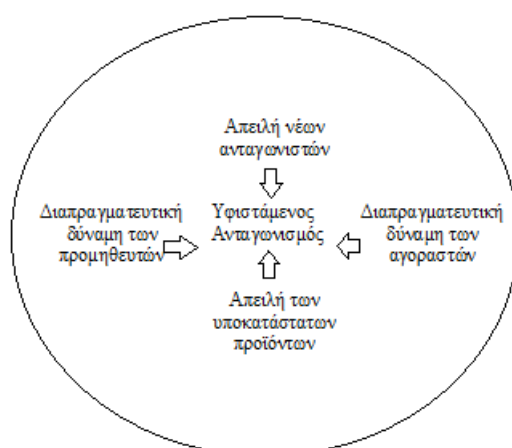 Απειλή νέων
ανταγωνιστών
Διαπραγματευτική
δύναμη των
προμηθευτών
Υφιστάμενος
Ανταγωνισμός
Διαπραγματευτική
δύναμη των
αγοραστών
Απειλή των
υποκατάστατων
προϊόντων